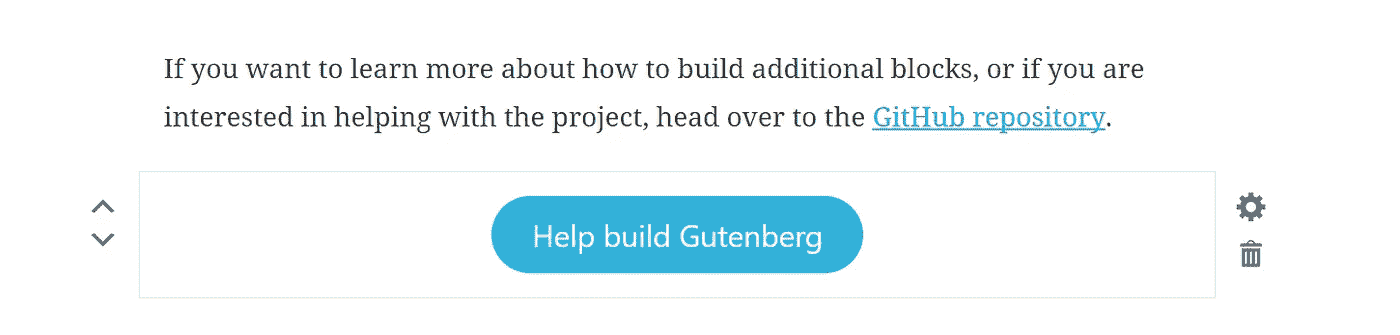 If you want to learn more about how to build additional blocks, or if you are
interested in helping with the project, head over to the GitHub repository.
Help build Gutenberg